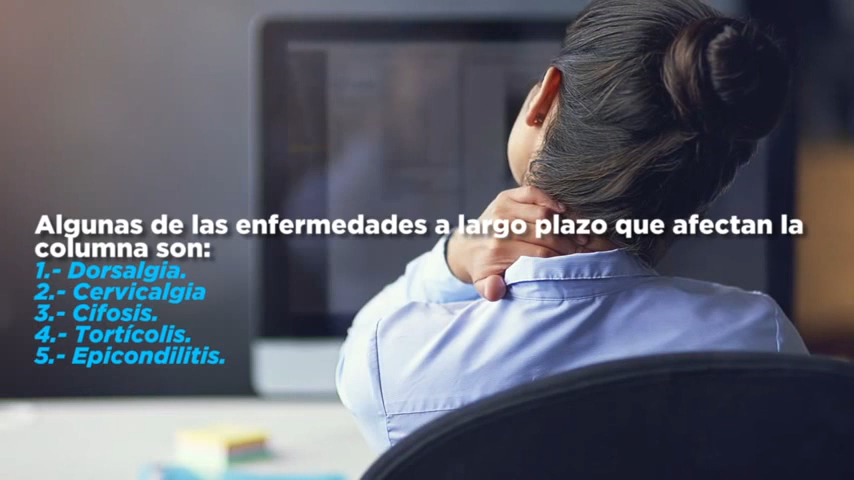 Algunas de las enfermedades a largo plazo que afectan la
columna son:
1.- Dorsalgia.
2.- Cervicalgia
3.- Cifosis.
4.- Tortícolis.
5.- Epicondilitis.